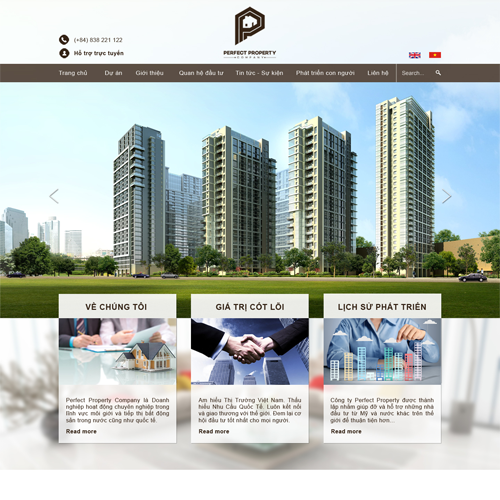 (+84) 838 221 122
Hỗ trợ trực tuyến
PERFECT PROPERTY
COMPANY
Trang chủ Dự án Giới thiệu Quan hệ đầu tư Tin tức - Sự kiện Phát triển con người Liên hệ Search...
VỀ CHÚNG TÔI
Perfect Property Company là Doanh
nghiệp hoạt động chuyên nghiệp trong
lĩnh vực môi giới và tiếp thị bất động
sản trong nước cũng như quốc tế.
Read more
GIÁ TRỊ CỐT LÕI
Am hiểu Thị Trường Việt Nam. Thấu
hiểu Nhu Cầu Quốc Tế. Luôn kết nối
và giao thương với thế giới. Đem lại cơ
hội đầu tư tốt nhất cho mọi người.
Read more
LỊCH SỬ PHÁT TRIỂN
Công ty Perfect Property được thành
lập nhằm giúp đỡ và hỗ trợ những nhà
đầu tư từ Mỹ và nước khác trên thế
giới để thuận tiện hơn...
Read more